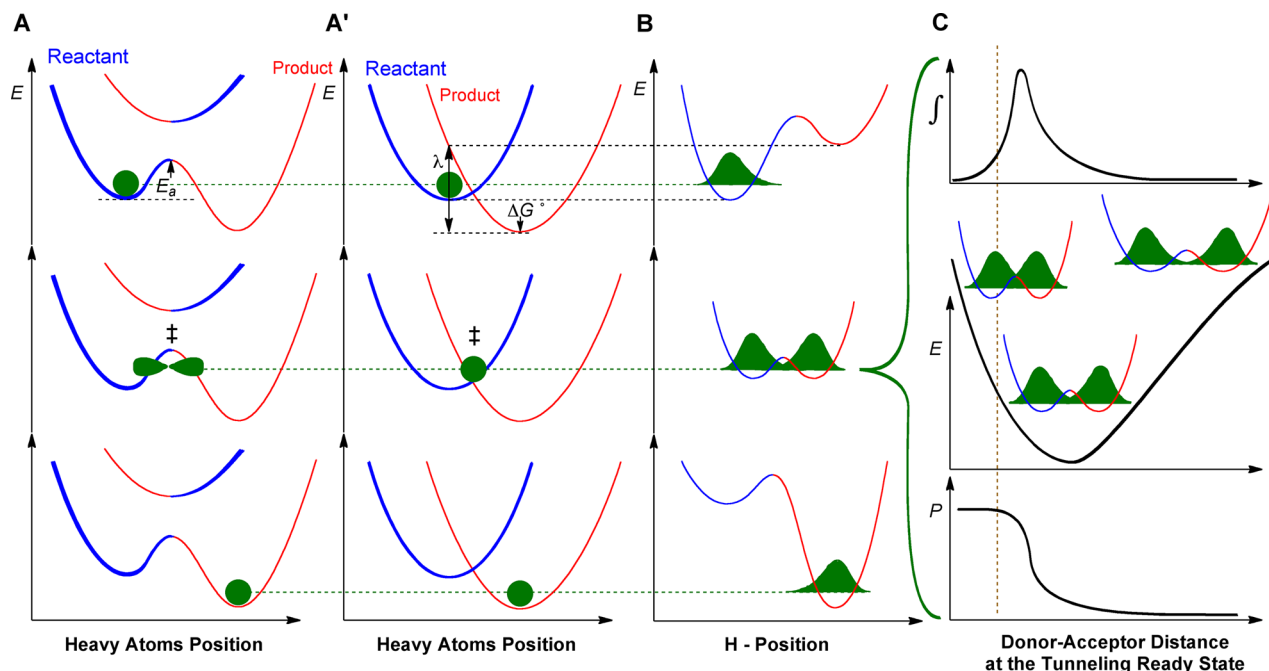 A
A'
B
C
Reactant
Product
E
E_a
Reactant
Product
E
λ
ΔG°
E
∫
‡
‡
E
P
Heavy Atoms Position
Heavy Atoms Position
H - Position
Donor-Acceptor Distance
at the Tunneling Ready State